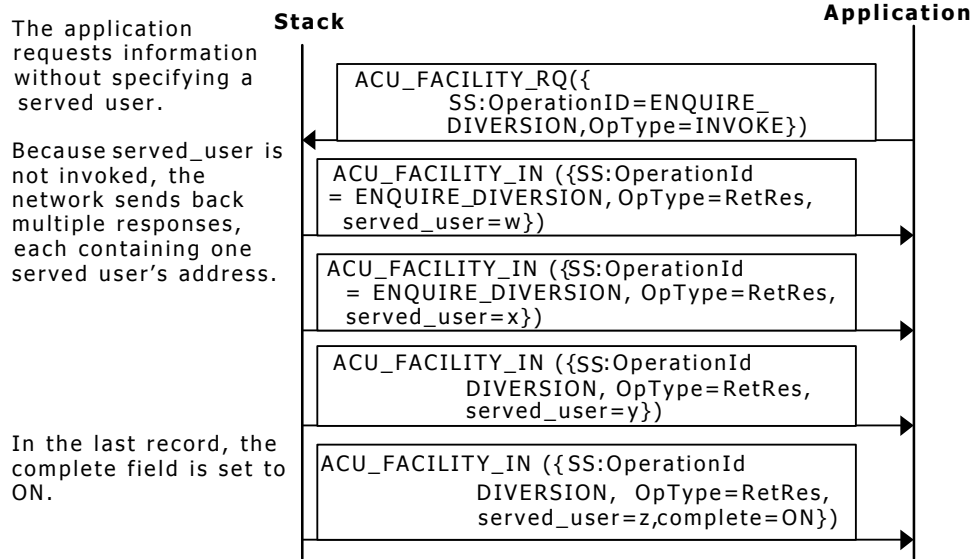 Stack
Application
The application
requests information
without specifying a
served user.
ACU_FACILITY_RQ({
SS:OperationID=ENQUIRE_
DIVERSION,OpType=INVOKE})
Because served_user is
not invoked, the
network sends back
multiple responses,
each containing one
served user's address.
ACU_FACILITY_IN ({SS:OperationId
= ENQUIRE_DIVERSION, OpType=RetRes,
served_user=w})
ACU_FACILITY_IN ({SS:OperationId
= ENQUIRE_DIVERSION, OpType=RetRes,
served_user=x})
ACU_FACILITY_IN ({SS:OperationId
DIVERSION, OpType=RetRes,
served_user=y})
In the last record, the
complete field is set to
ON.
ACU_FACILITY_IN ({SS:OperationId
DIVERSION, OpType=RetRes,
served_user=z,complete=ON})